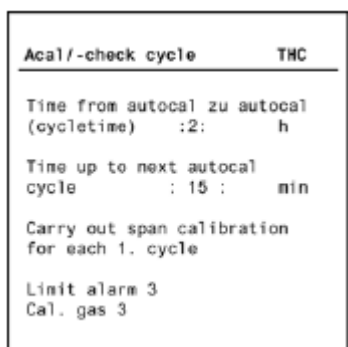 Acal/-check cycle THC
Time from autocal zu autocal
(cycletime) :2: h
Time up to next autocal
cycle : 15 : min
Carry out span calibration
for each 1. cycle
Limit alarm 3
Cal. gas 3